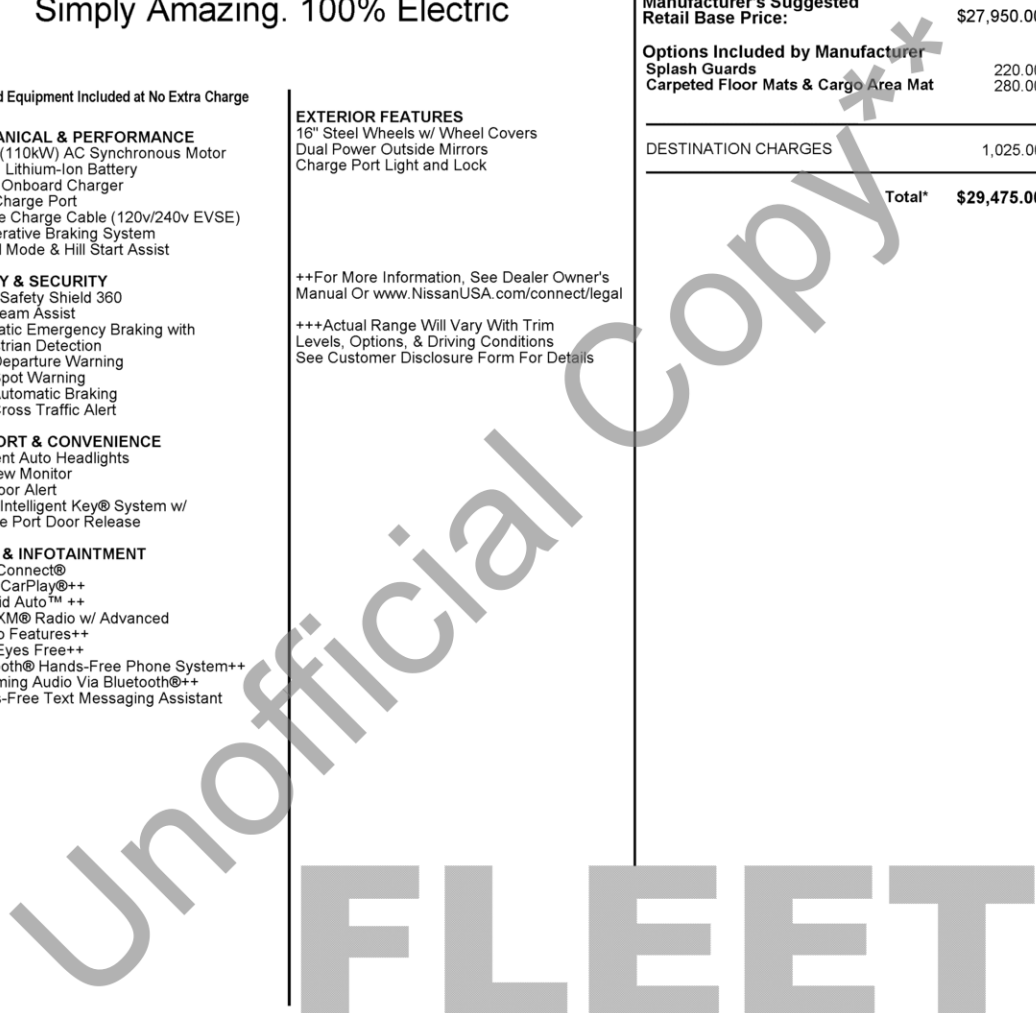 Simply Amazing. 100% Electric
d Equipment Included at No Extra Charge
ANICAL & PERFORMANCE
(110kW) AC Synchronous Motor
Lithium-Ion Battery
Onboard Charger
Charge Port
e Charge Cable (120v/240v EVSE)
erative Braking System
l Mode & Hill Start Assist
Y & SECURITY
Safety Shield 360
eam Assist
atic Emergency Braking with
trian Detection
Departure Warning
pot Warning
utomatic Braking
ross Traffic Alert
ORT & CONVENIENCE
ent Auto Headlights
ew Monitor
oor Alert
Intelligent Key® System w/
e Port Door Release
& INFOTAINTMENT
Connect®
CarPlay®++
id Auto™ ++
XM® Radio w/ Advanced
o Features++
Eyes Free++
oth® Hands-Free Phone System++
ming Audio Via Bluetooth®++
s-Free Text Messaging Assistant
EXTERIOR FEATURES
16" Steel Wheels w/ Wheel Covers
Dual Power Outside Mirrors
Charge Port Light and Lock
++For More Information, See Dealer Owner's
Manual Or www.NissanUSA.com/connect/legal
+++Actual Range Will Vary With Trim
Levels, Options, & Driving Conditions
See Customer Disclosure Form For Details
Manufacturer's Suggested
Retail Base Price: $27,950.00
Options Included by Manufacturer
Splash Guards 220.00
Carpeted Floor Mats & Cargo Area Mat 280.00
DESTINATION CHARGES 1,025.00
Total* $29,475.00
Unofficial Copy**
FLEET